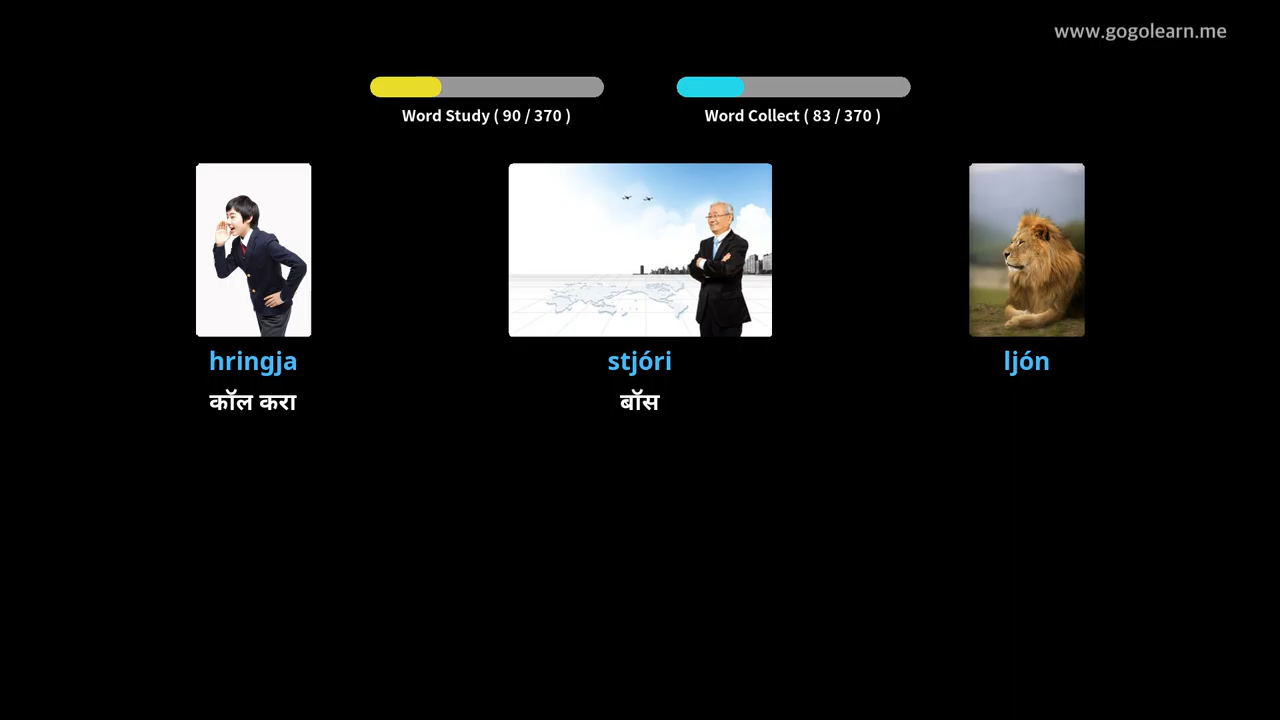 www.gogolearn.me
Word Study ( 90 / 370 )
Word Collect ( 83 / 370 )
hringja
stjóri
ljón
कॉल करा
बॉस